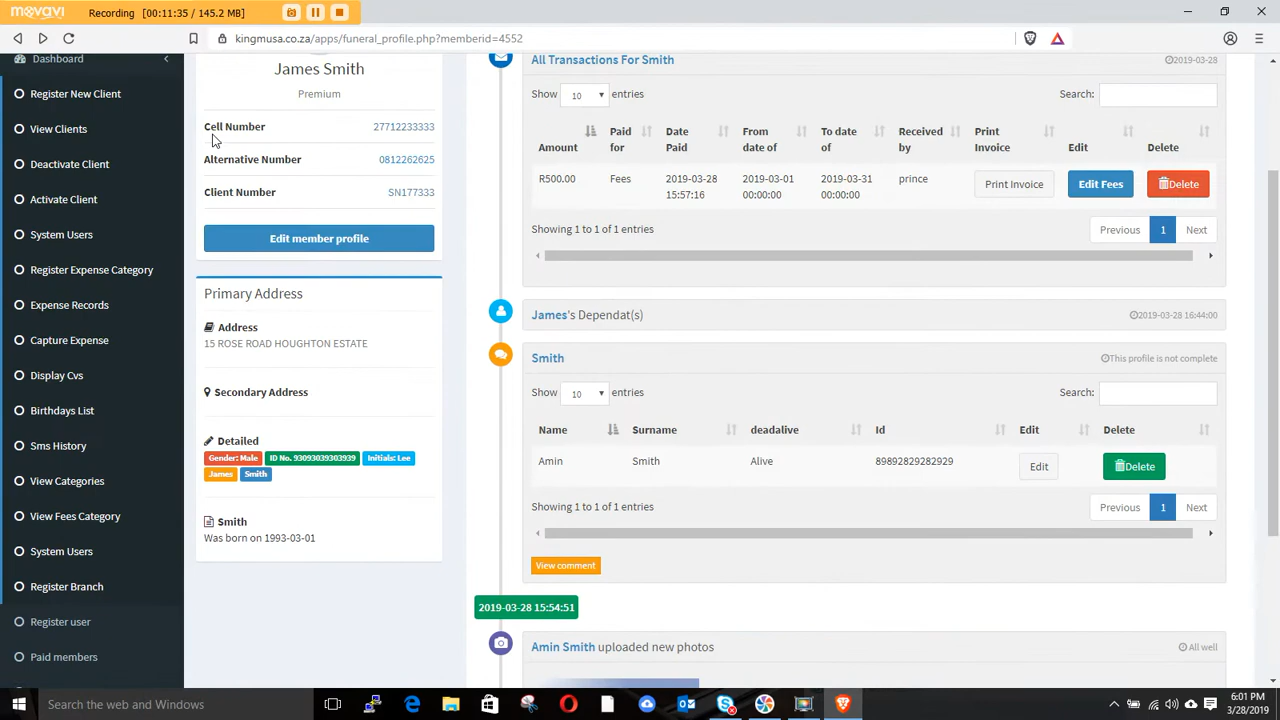 movavi
Recording [00:11:35 / 145.2 MB]
kingmusa.co.za/apps/funeral_profile.php?memberid=4552
Dashboard
Register New Client
View Clients
Deactivate Client
Activate Client
System Users
Register Expense Category
Expense Records
Capture Expense
Display Cvs
Birthdays List
Sms History
View Categories
View Fees Category
System Users
Register Branch
Register user
Paid members
James Smith
Premium
Cell Number 27712233333
Alternative Number 0812262625
Client Number SN177333
Edit member profile
Primary Address
Address
15 ROSE ROAD HOUGHTON ESTATE
Secondary Address
Detailed
Gender: Male ID No. 93093039303939 Initials: Lee
James Smith
Smith
Was born on 1993-03-01
All Transactions For Smith 2019-03-28
Show 10 entries Search:
Amount Paid for Date Paid From date of To date of Received by Print Invoice Edit Delete
R500.00 Fees 2019-03-28 15:57:16 2019-03-01 00:00:00 2019-03-31 00:00:00 prince Print Invoice Edit Fees Delete
Showing 1 to 1 of 1 entries Previous 1 Next
James's Dependat(s) 2019-03-28 16:44:00
Smith This profile is not complete
Show 10 entries Search:
Name Surname deadalive Id Edit Delete
Amin Smith Alive 89892829282929 Edit Delete
Showing 1 to 1 of 1 entries Previous 1 Next
View comment
2019-03-28 15:54:51
Amin Smith uploaded new photos All well
Search the web and Windows
6:01 PM
3/28/2019